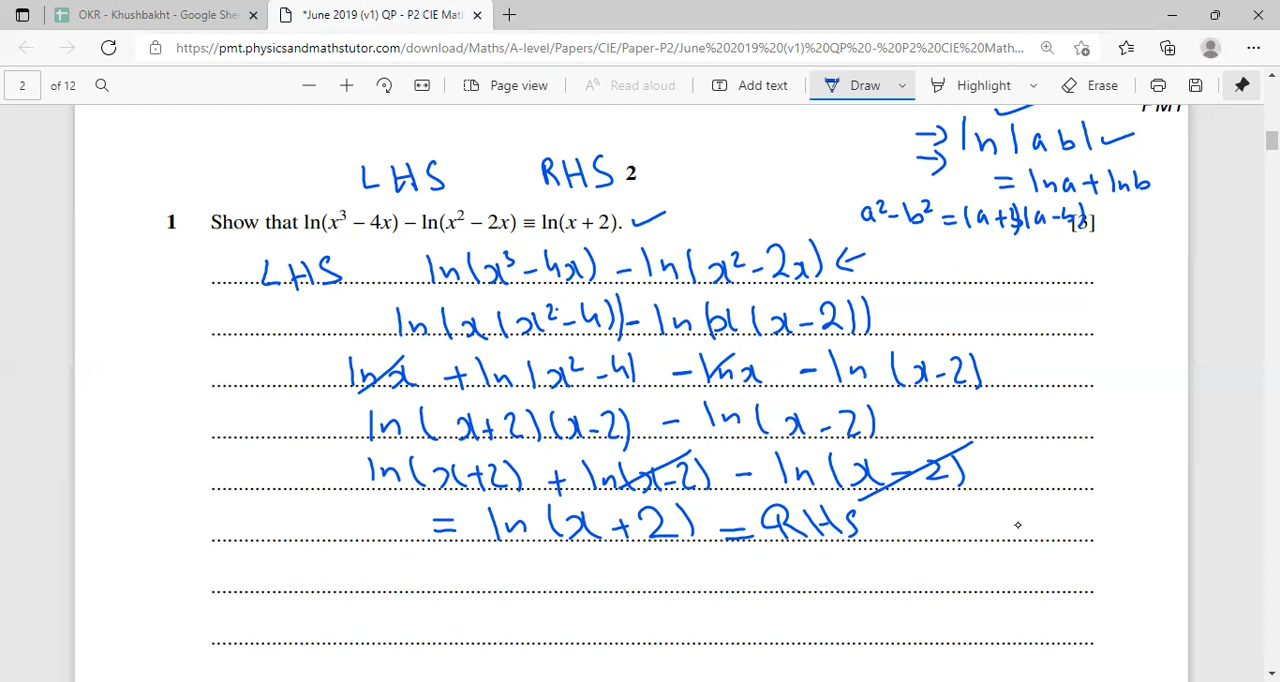 OKR - Khushbakht - Google She
*June 2019 (v1) QP - P2 CIE Mat
https://pmt.physicsandmathstutor.com/download/Maths/A-level/Papers/CIE/Paper-P2/June%202019%20(v1)%20QP%20-%20P2%20CIE%20Math...
2 of 12 Page view Read aloud Add text Draw Highlight Erase
PMT
⇒ ln(ab) ✓
= lna + lnb
LHS RHS 2
a² - b² = (a+b)(a-b)
1 Show that ln(x³ − 4x) − ln(x² − 2x) ≡ ln(x + 2). ✓ [3]
LHS ln(x³ - 4x) - ln(x² - 2x) ←
ln(x(x² - 4)) - ln(x(x - 2))
lnx + ln(x² - 4) - lnx - ln(x-2)
ln(x+2)(x-2) - ln(x - 2)
ln(x+2) + ln(x-2) - ln(x - 2)
= ln(x + 2) = RHS